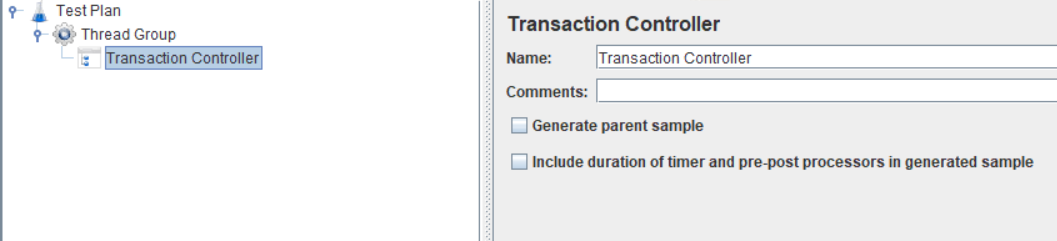 Test Plan
Thread Group
Transaction Controller
Transaction Controller
Name: Transaction Controller
Comments:
Generate parent sample
Include duration of timer and pre-post processors in generated sample